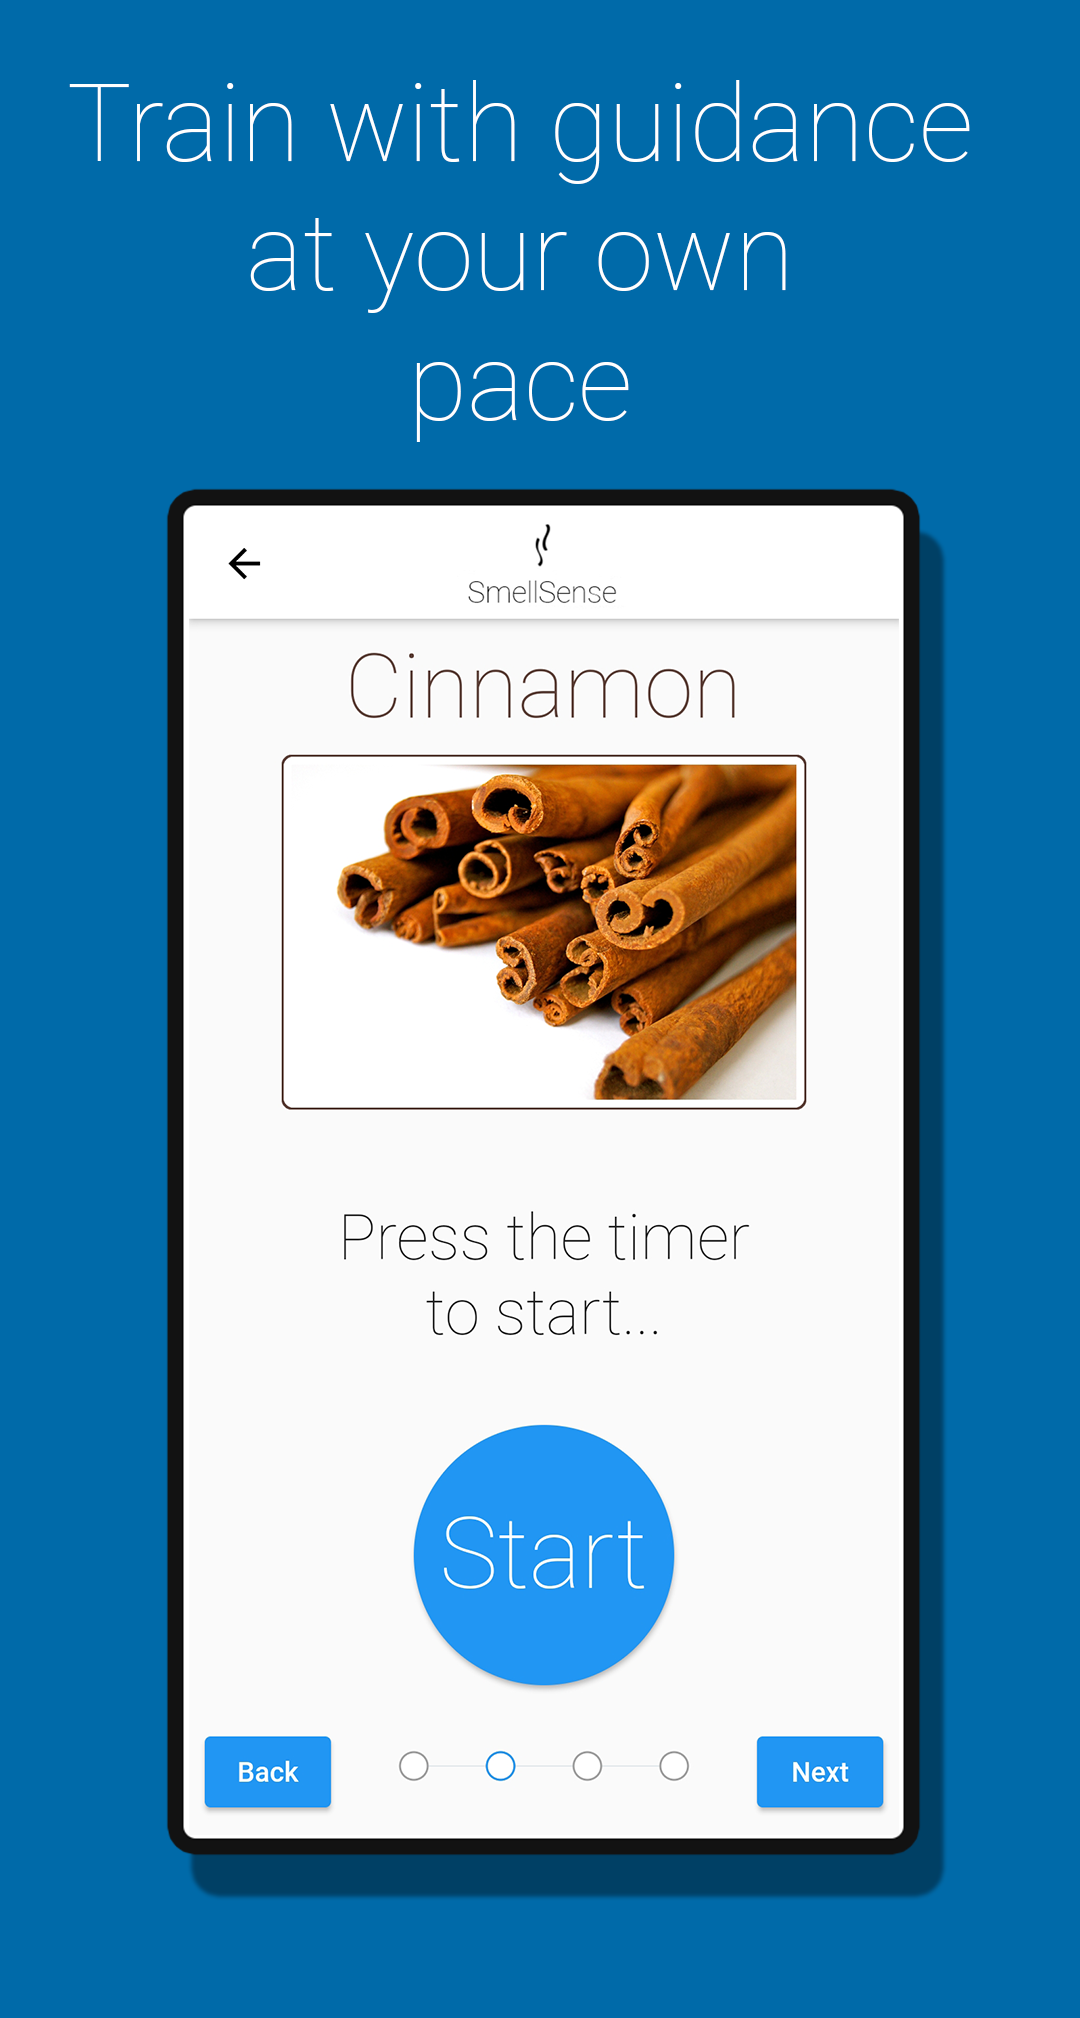 Train with guidance
at your own
pace
SmellSense
Cinnamon
Press the timer
to start...
Start
Back
Next